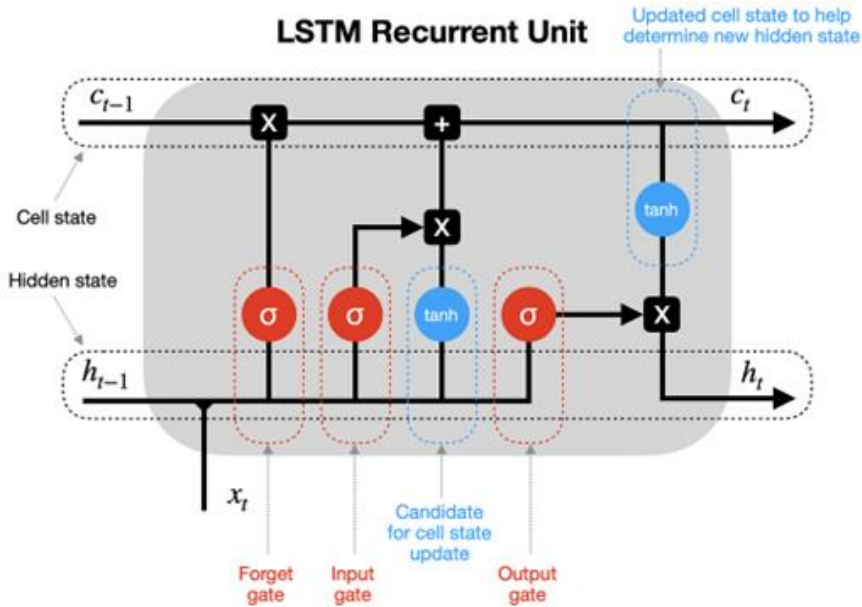 LSTM Recurrent Unit
Updated cell state to help
determine new hidden state
c_{t-1}
c_t
X
+
Cell state
X
tanh
Hidden state
σ
σ
tanh
σ
X
h_{t-1}
h_t
x_t
Candidate
for cell state
update
Forget
gate
Input
gate
Output
gate